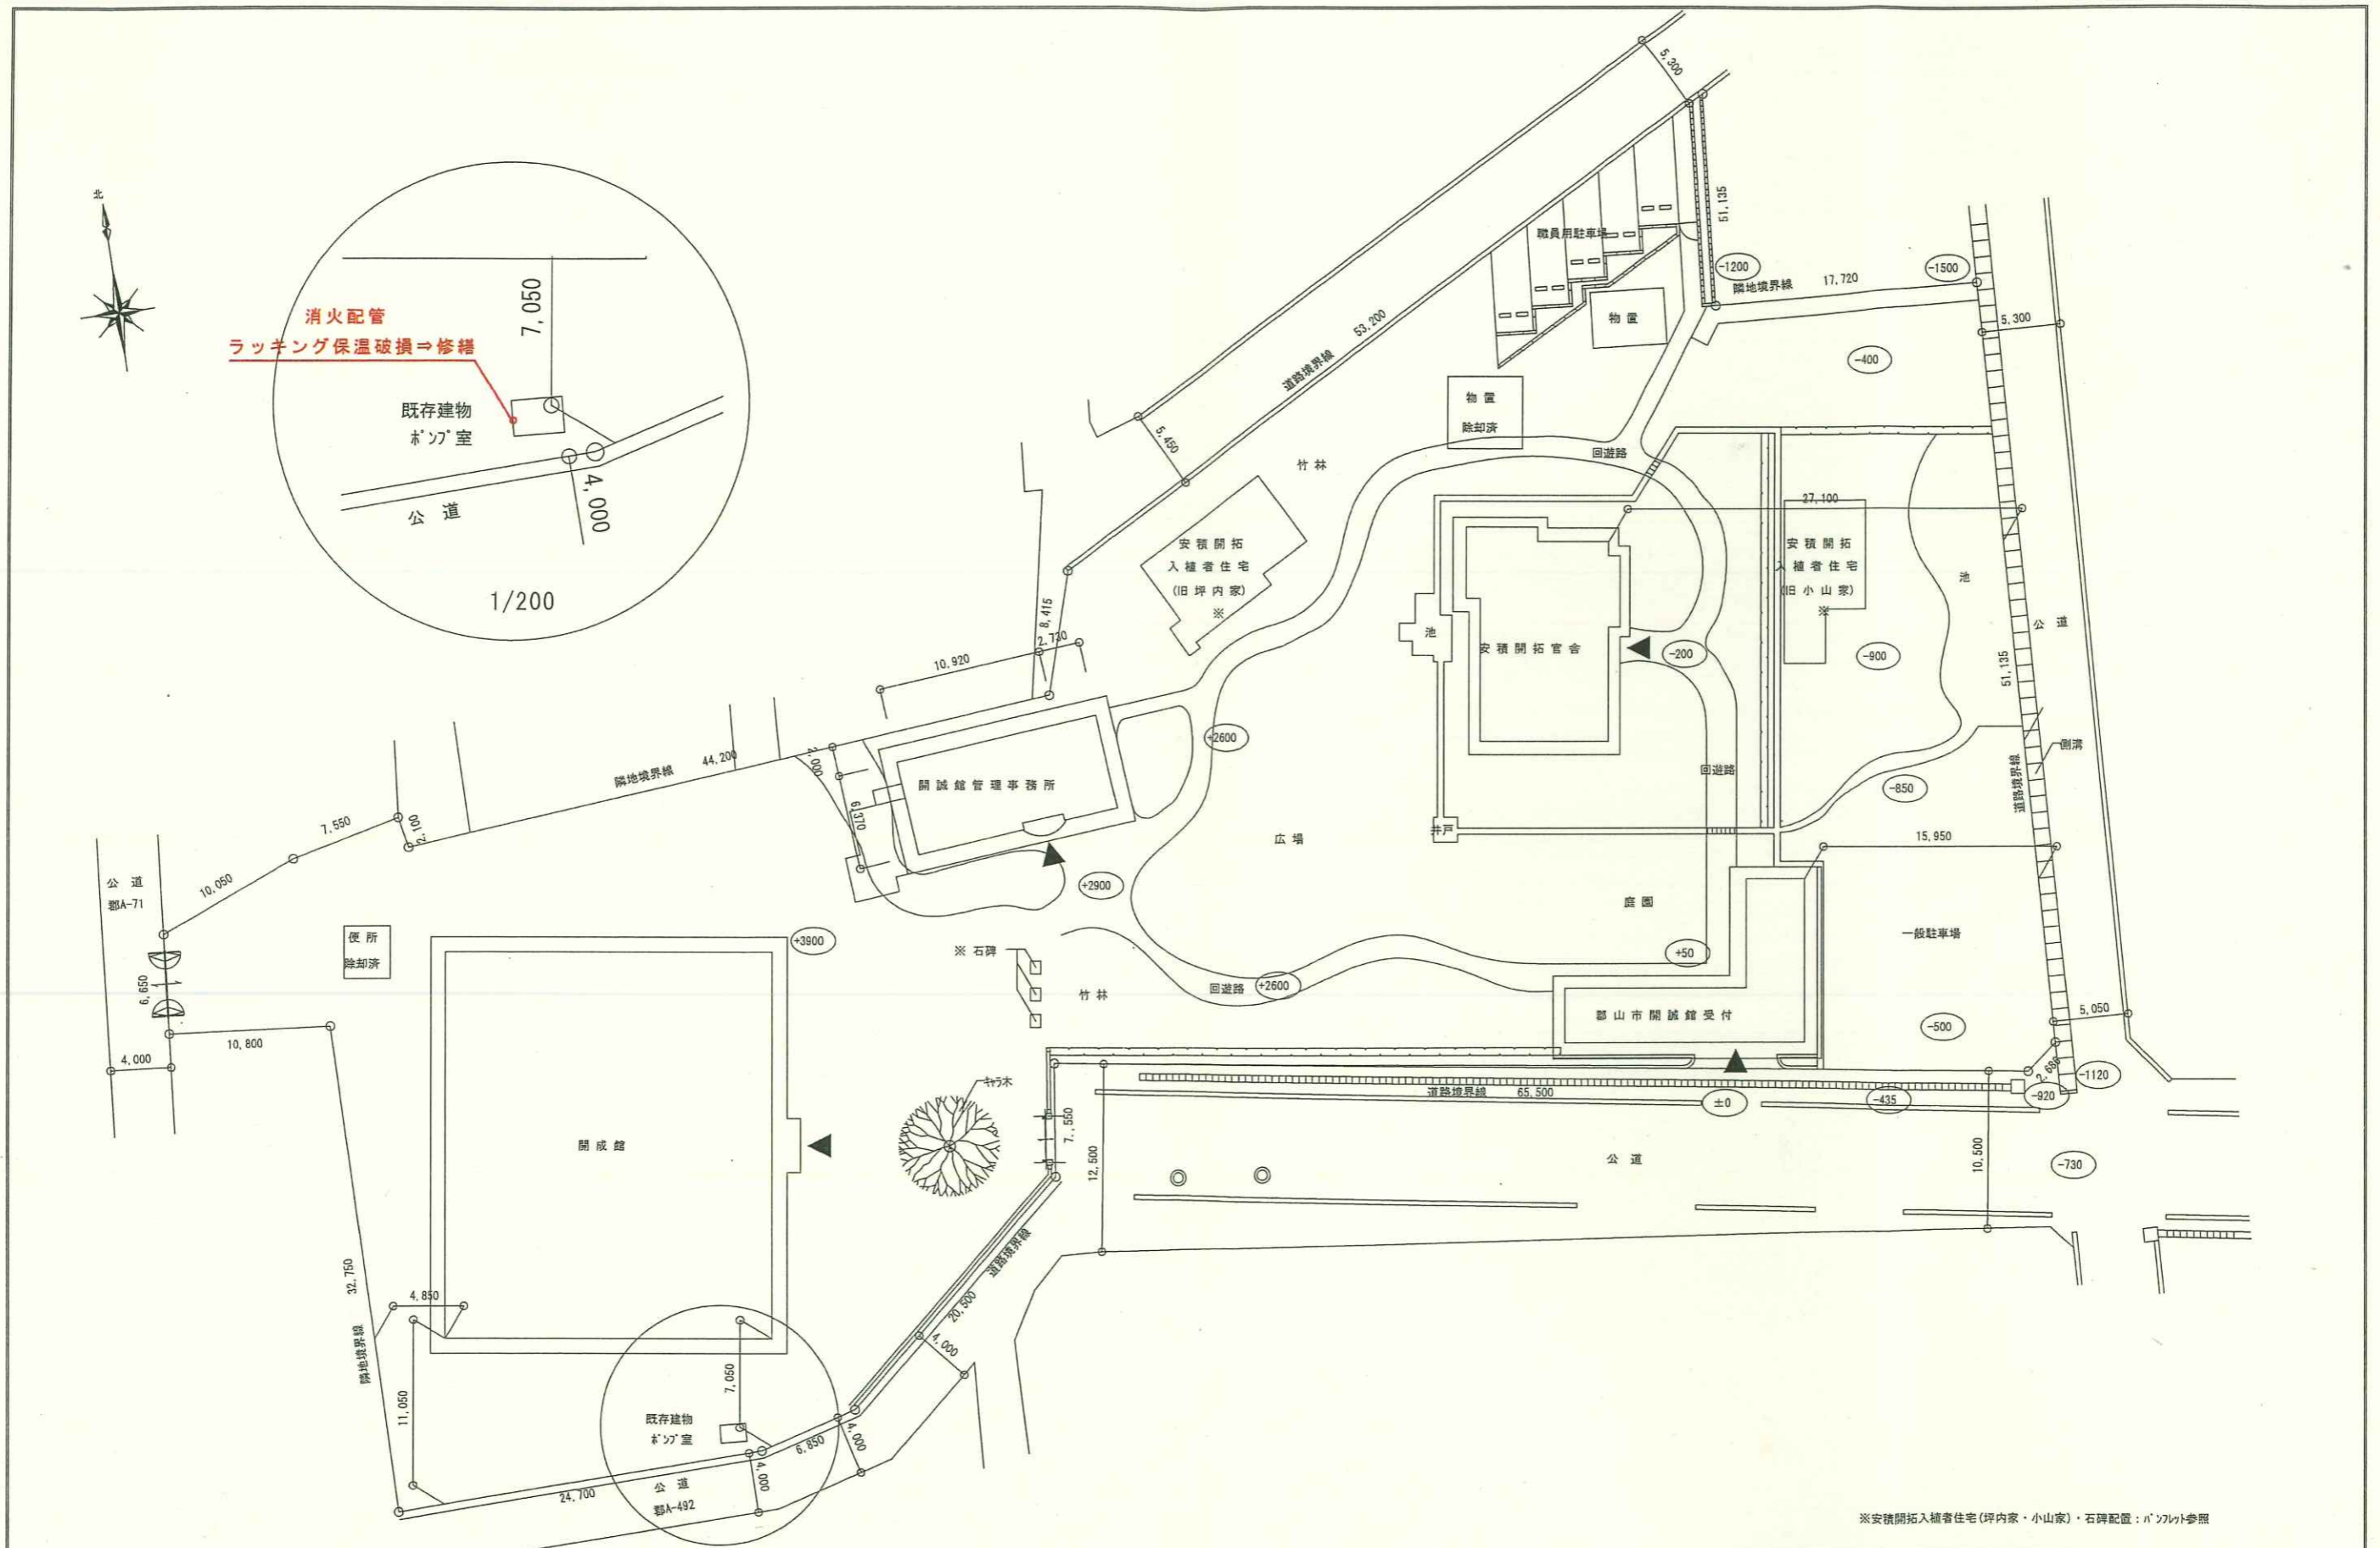 北
消火配管
ラッキング保温破損⇒修繕
7,050
既存建物
ポンプ室
公 道
4,000
1/200
5,300
51,135
職員用駐車場
-1200
隣地境界線 17,720
-1500
5,300
物置
-400
道路境界線 53,200
物置
除却済
5,450
竹林
回遊路
27,100
安積開拓
入植者住宅
(旧坪内家)
※
安積開拓
入植者住宅
(旧小山家)
※
池
公 道
8,415
2,730
10,920
池
安積開拓官舎
-200
-900
51,135
側溝
道路境界線
+2600
隣地境界線 44,200
2,000
開誠館管理事務所
6,370
回遊路
-850
広場
井戸
15,950
7,550
2,100
10,050
公 道
郡A-71
+2900
庭園
一般駐車場
便所
除却済
+3900
※ 石碑
+50
6,650
竹林
回遊路
+2600
郡山市開誠館受付
-500
5,050
10,800
4,000
2,680
-1120
キャラ木
道路境界線 65,500
±0
-435
-920
7,550
12,500
開成館
公 道
10,500
-730
道路境界線
20,500
4,000
32,750
隣地境界線
4,850
11,050
7,050
既存建物
ポンプ室
6,850
4,000
4,000
24,700
公 道
郡A-492
※安積開拓入植者住宅(坪内家・小山家)・石碑配置:パンフレット参照